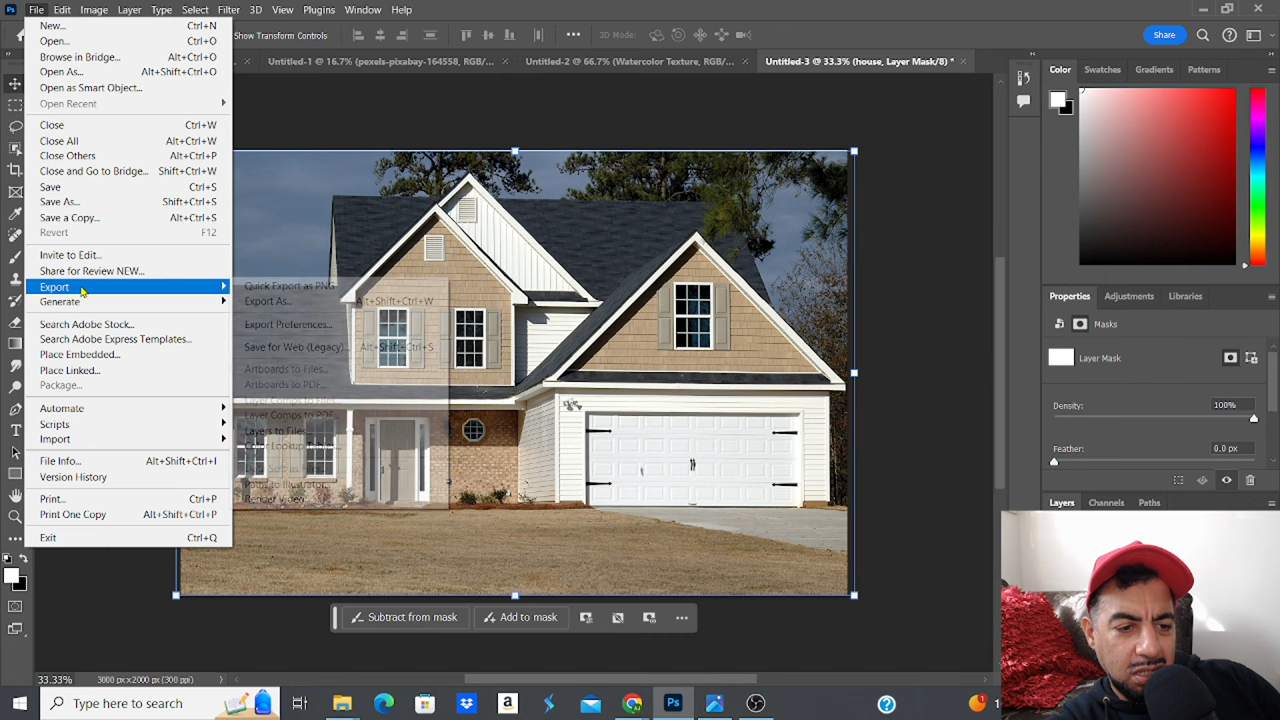 Ps File Edit Image Layer Type Select Filter 3D View Plugins Window Help
Show Transform Controls
3D Mode:
Share
Untitled-1 @ 16.7% (pexels-pixabay-164558, RGB/...
Untitled-2 @ 66.7% (Watercolor Texture, RGB/...
Untitled-3 @ 33.3% (house, Layer Mask/8) *
New... Ctrl+N
Open... Ctrl+O
Browse in Bridge... Alt+Ctrl+O
Open As... Alt+Shift+Ctrl+O
Open as Smart Object...
Open Recent
Close Ctrl+W
Close All Alt+Ctrl+W
Close Others Alt+Ctrl+P
Close and Go to Bridge... Shift+Ctrl+W
Save Ctrl+S
Save As... Shift+Ctrl+S
Save a Copy... Alt+Ctrl+S
Revert F12
Invite to Edit...
Share for Review NEW...
Export
Generate
Search Adobe Stock...
Search Adobe Express Templates...
Place Embedded...
Place Linked...
Package...
Automate
Scripts
Import
File Info... Alt+Shift+Ctrl+I
Version History
Print... Ctrl+P
Print One Copy Alt+Shift+Ctrl+P
Exit Ctrl+Q
Quick Export as PNG
Export As... Alt+Shift+Ctrl+W
Export Preferences...
Save for Web (Legacy)... Alt+Shift+Ctrl+S
Artboards to Files...
Artboards to PDF...
Layer Comps to Files...
Layer Comps to PDF...
Layers to Files...
Color Lookup Tables...
Paths to Illustrator...
Render Video...
Color Swatches Gradients Patterns
Properties Adjustments Libraries
Masks
Layer Mask
Density: 100%
Feather: 0.0 px
Layers Channels Paths
Subtract from mask
Add to mask
33.33% 3000 px x 2000 px (300 ppi)
Type here to search
Ps
1